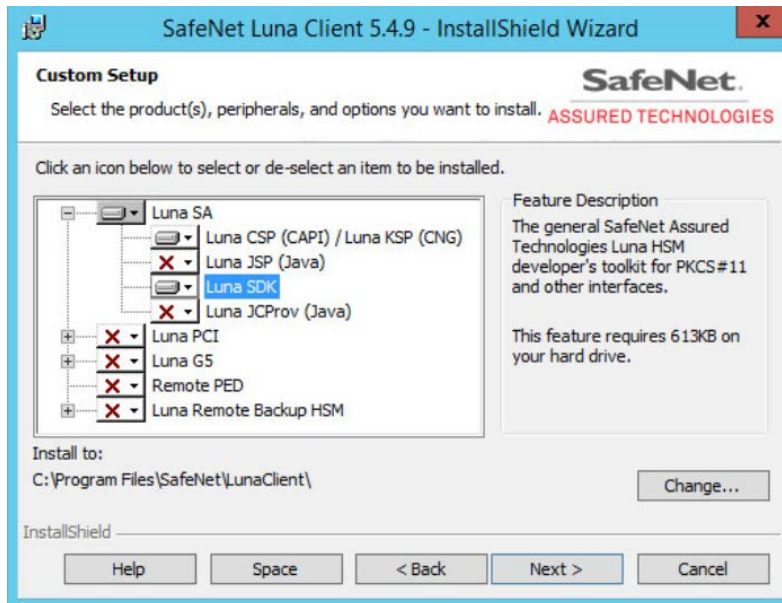 SafeNet Luna Client 5.4.9 - InstallShield Wizard
x
Custom Setup
Select the product(s), peripherals, and options you want to install.
SafeNet.
ASSURED TECHNOLOGIES
Click an icon below to select or de-select an item to be installed.
Luna SA
Luna CSP (CAPI) / Luna KSP (CNG)
Luna JSP (Java)
Luna SDK
Luna JCProv (Java)
Luna PCI
Luna G5
Remote PED
Luna Remote Backup HSM
Feature Description
The general SafeNet Assured
Technologies Luna HSM
developer's toolkit for PKCS#11
and other interfaces.
This feature requires 613KB on
your hard drive.
Install to:
C:\Program Files\SafeNet\LunaClient\
Change...
InstallShield
Help
Space
< Back
Next >
Cancel